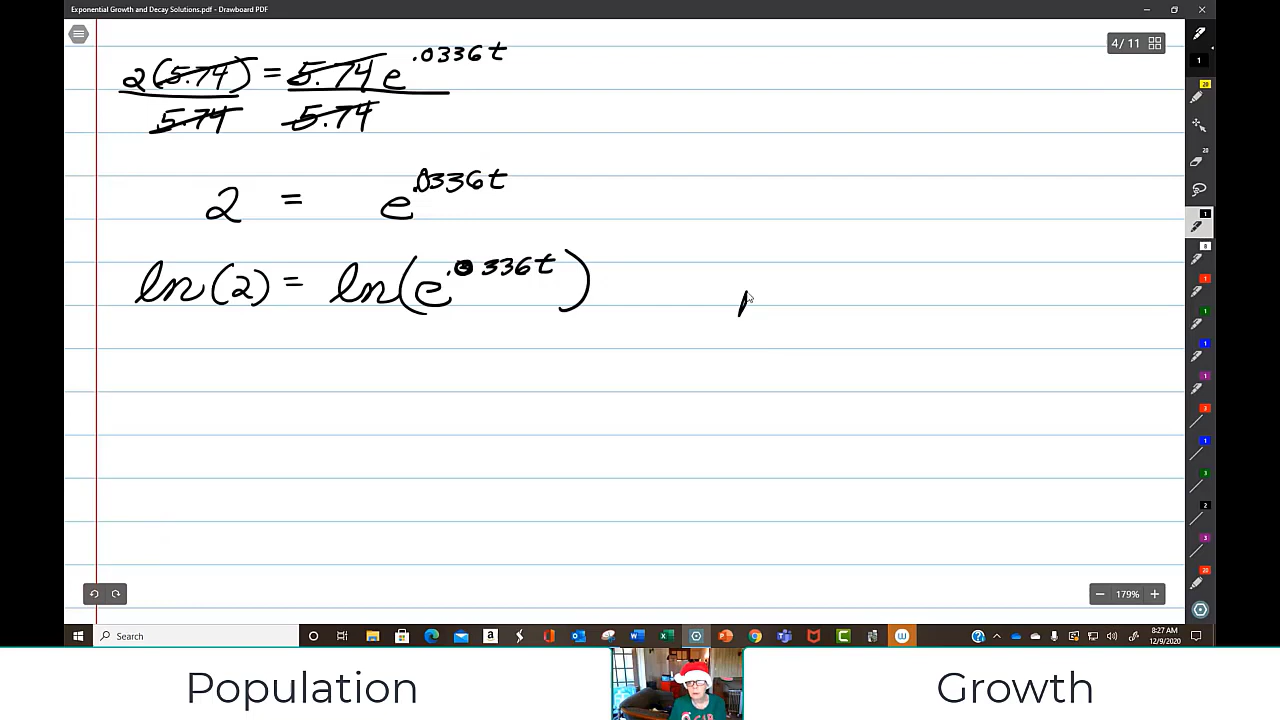 Exponential Growth and Decay Solutions.pdf - Drawboard PDF
4 / 11
2(5.74) = 5.74e^.0336t
5.74 5.74
2 = e^.0336t
ln(2) = ln(e^.0336t)
179%
Search
8:27 AM
12/9/2020
Population
Growth